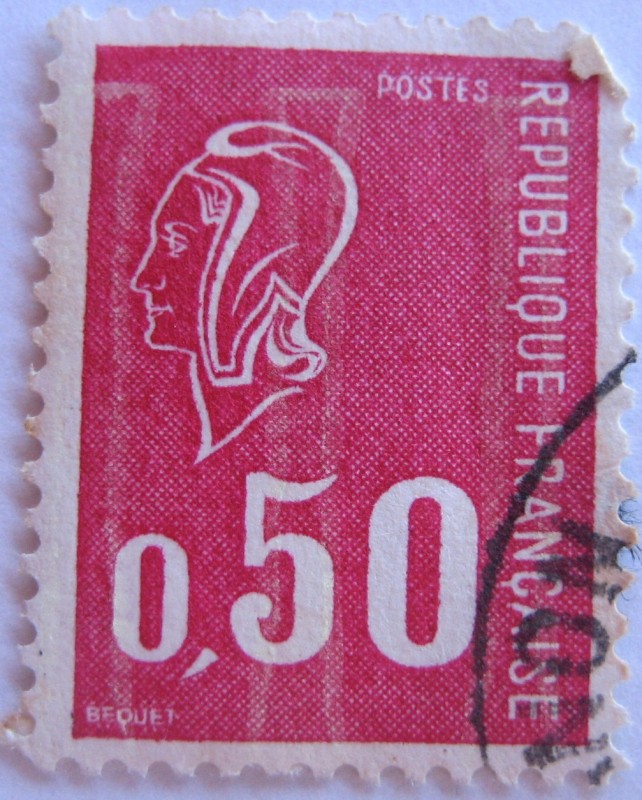 POSTES
REPUBLIQUE FRANÇAISE
0,50
BEQUET